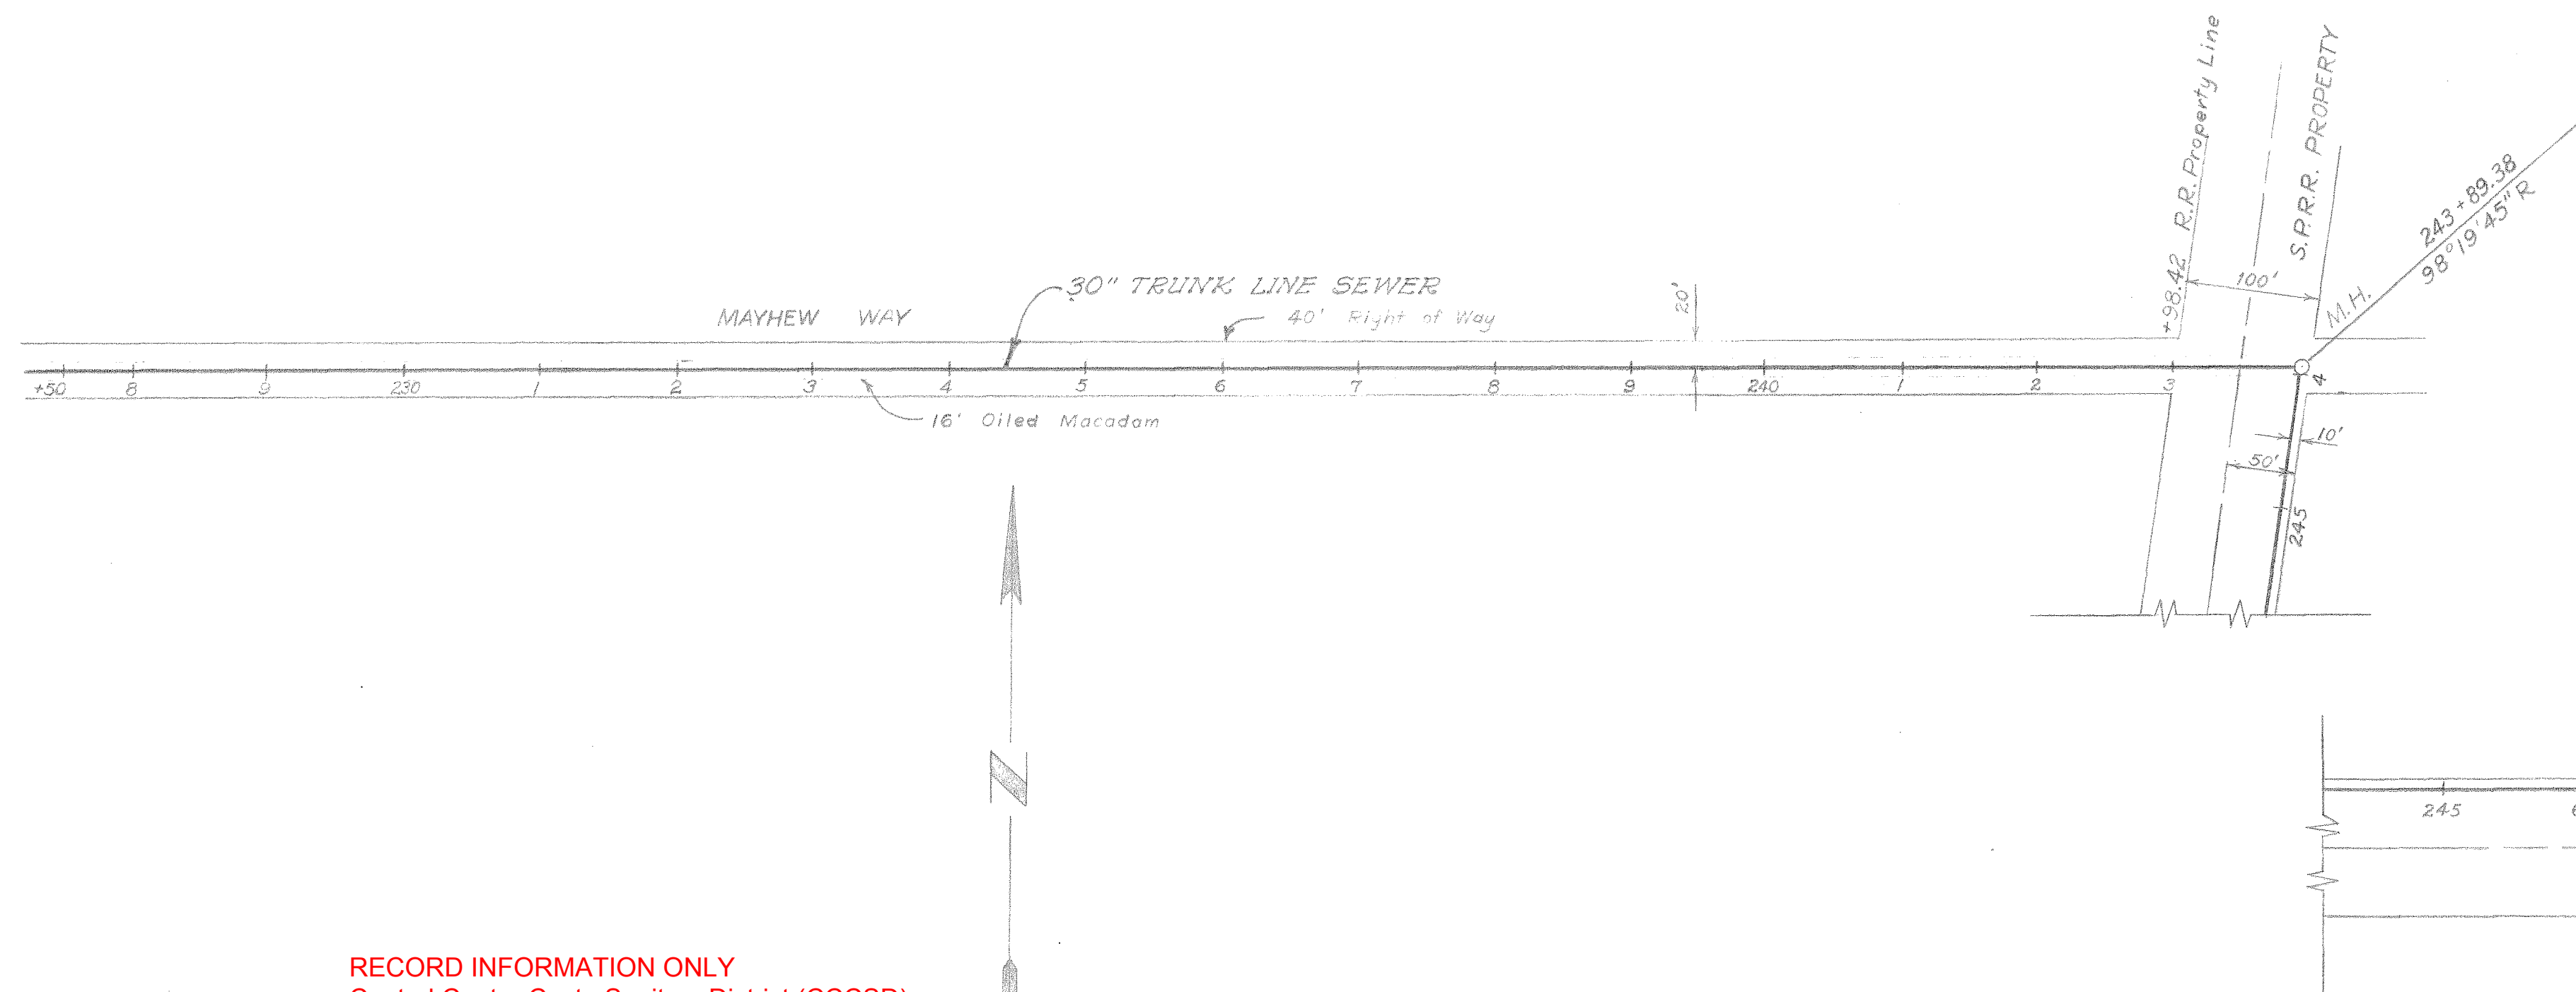 +98.42 R.R. Property Line
S.P.R.R. PROPERTY
243 + 89.38
98°19'45" R
M.H.
100'
30" TRUNK LINE SEWER
MAYHEW WAY
40' Right of Way
20'
+50 8 9 230 1 2 3 4 5 6 7 8 9 240 1 2 3 4
16' Oiled Macadam
10'
50'
245
N
245
RECORD INFORMATION ONLY